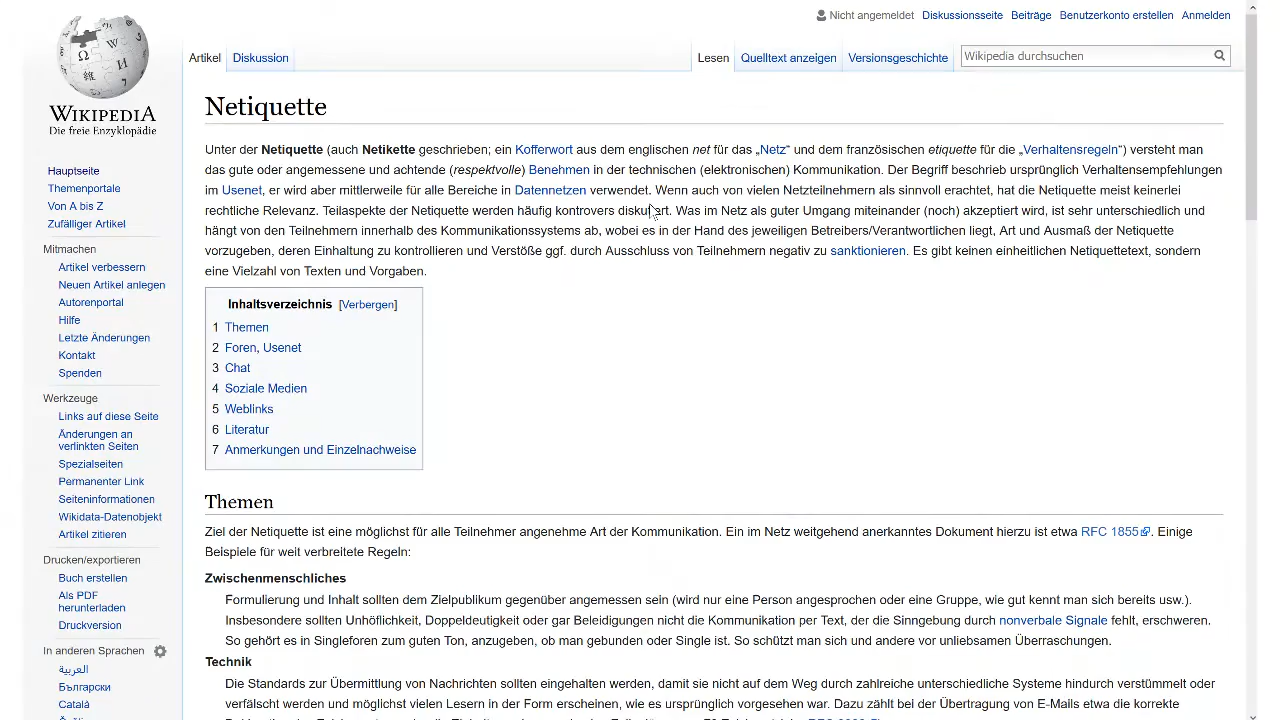 Nicht angemeldet Diskussionsseite Beiträge Benutzerkonto erstellen Anmelden
Artikel Diskussion Lesen Quelltext anzeigen Versionsgeschichte Wikipedia durchsuchen
WIKIPEDIA
Die freie Enzyklopädie
Hauptseite
Themenportale
Von A bis Z
Zufälliger Artikel
Mitmachen
Artikel verbessern
Neuen Artikel anlegen
Autorenportal
Hilfe
Letzte Änderungen
Kontakt
Spenden
Werkzeuge
Links auf diese Seite
Änderungen an
verlinkten Seiten
Spezialseiten
Permanenter Link
Seiteninformationen
Wikidata-Datenobjekt
Artikel zitieren
Drucken/exportieren
Buch erstellen
Als PDF
herunterladen
Druckversion
In anderen Sprachen
العربية
Български
Català
Netiquette
Unter der Netiquette (auch Netikette geschrieben; ein Kofferwort aus dem englischen net für das „Netz“ und dem französischen etiquette für die „Verhaltensregeln“) versteht man
das gute oder angemessene und achtende (respektvolle) Benehmen in der technischen (elektronischen) Kommunikation. Der Begriff beschrieb ursprünglich Verhaltensempfehlungen
im Usenet, er wird aber mittlerweile für alle Bereiche in Datennetzen verwendet. Wenn auch von vielen Netzteilnehmern als sinnvoll erachtet, hat die Netiquette meist keinerlei
rechtliche Relevanz. Teilaspekte der Netiquette werden häufig kontrovers diskutiert. Was im Netz als guter Umgang miteinander (noch) akzeptiert wird, ist sehr unterschiedlich und
hängt von den Teilnehmern innerhalb des Kommunikationssystems ab, wobei es in der Hand des jeweiligen Betreibers/Verantwortlichen liegt, Art und Ausmaß der Netiquette
vorzugeben, deren Einhaltung zu kontrollieren und Verstöße ggf. durch Ausschluss von Teilnehmern negativ zu sanktionieren. Es gibt keinen einheitlichen Netiquettetext, sondern
eine Vielzahl von Texten und Vorgaben.
Inhaltsverzeichnis [Verbergen]
1 Themen
2 Foren, Usenet
3 Chat
4 Soziale Medien
5 Weblinks
6 Literatur
7 Anmerkungen und Einzelnachweise
Themen
Ziel der Netiquette ist eine möglichst für alle Teilnehmer angenehme Art der Kommunikation. Ein im Netz weitgehend anerkanntes Dokument hierzu ist etwa RFC 1855. Einige
Beispiele für weit verbreitete Regeln:
Zwischenmenschliches
Formulierung und Inhalt sollten dem Zielpublikum gegenüber angemessen sein (wird nur eine Person angesprochen oder eine Gruppe, wie gut kennt man sich bereits usw.).
Insbesondere sollten Unhöflichkeit, Doppeldeutigkeit oder gar Beleidigungen nicht die Kommunikation per Text, der die Sinngebung durch nonverbale Signale fehlt, erschweren.
So gehört es in Singleforen zum guten Ton, anzugeben, ob man gebunden oder Single ist. So schützt man sich und andere vor unliebsamen Überraschungen.
Technik
Die Standards zur Übermittlung von Nachrichten sollten eingehalten werden, damit sie nicht auf dem Weg durch zahlreiche unterschiedliche Systeme hindurch verstümmelt oder
verfälscht werden und möglichst vielen Lesern in der Form erscheinen, wie es ursprünglich vorgesehen war. Dazu zählt bei der Übertragung von E-Mails etwa die korrekte